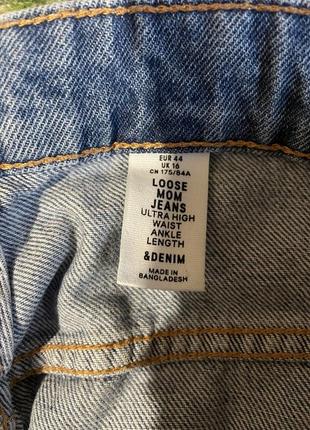 EUR 44
UK 16
CN 175/84A
LOOSE
MOM
JEANS
ULTRA HIGH
WAIST
ANKLE
LENGTH
&DENIM
MADE IN
BANGLADESH